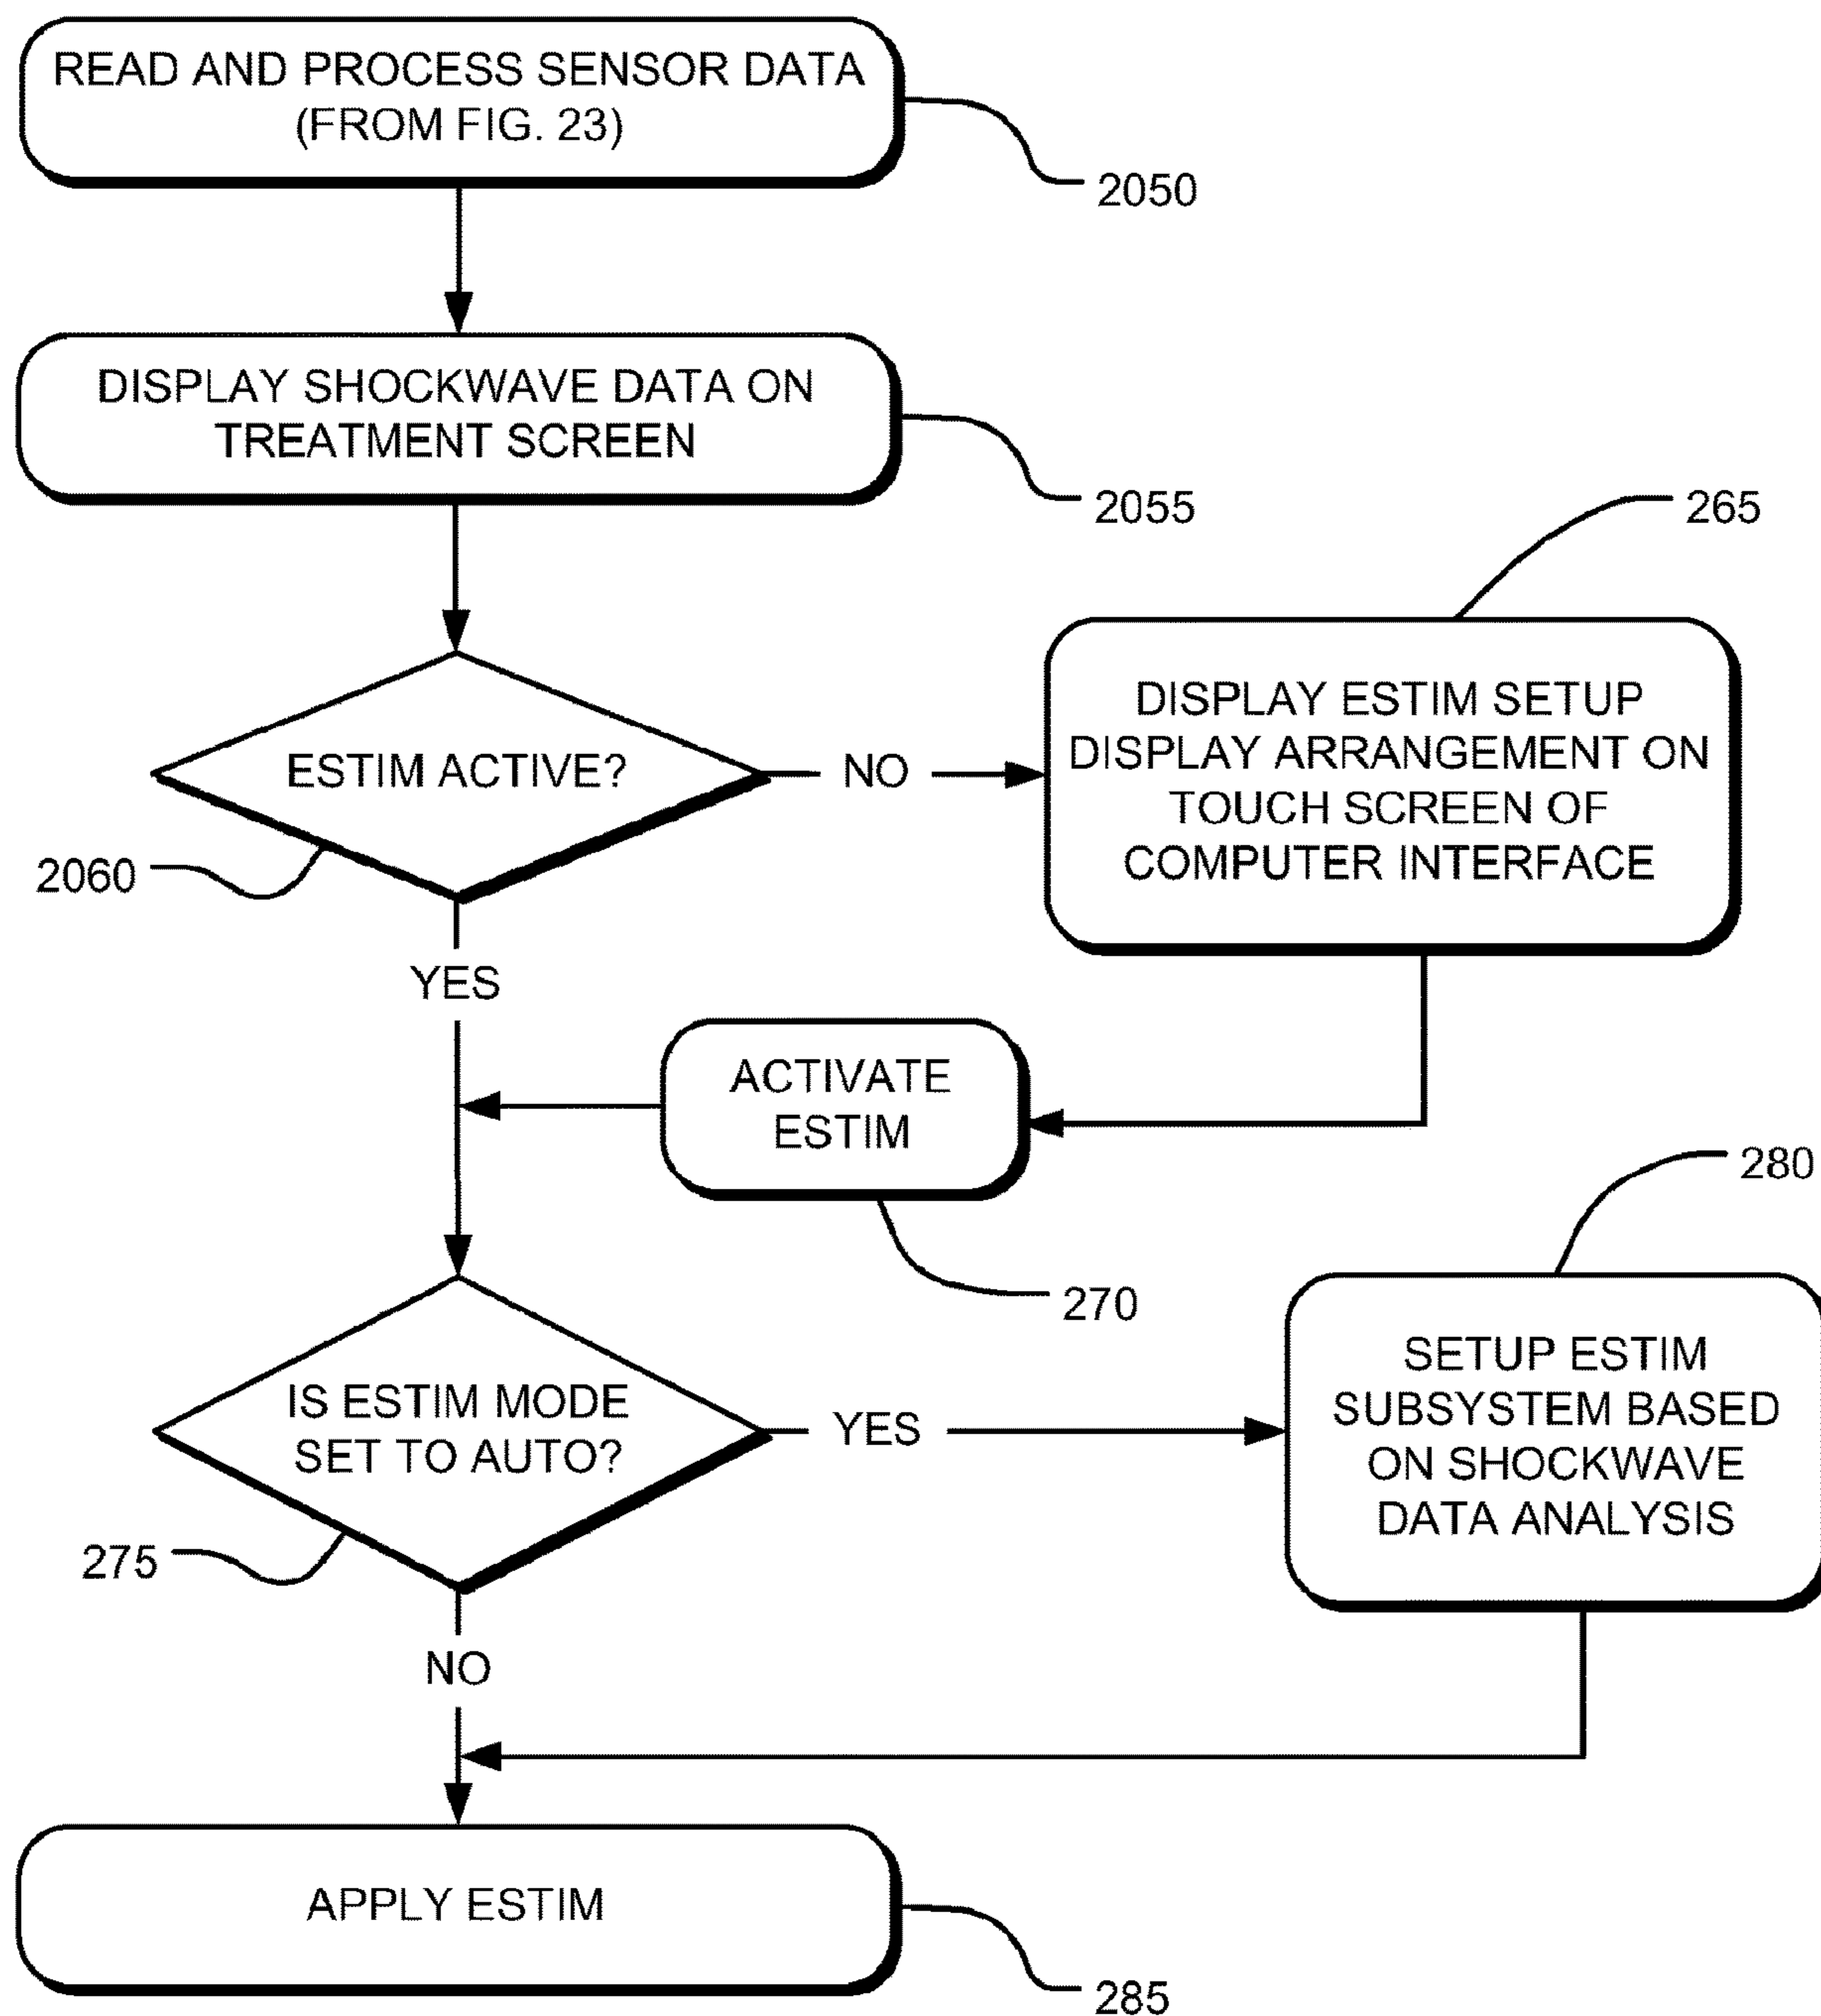 READ AND PROCESS SENSOR DATA
(FROM FIG. 23)
2050
DISPLAY SHOCKWAVE DATA ON
TREATMENT SCREEN
2055
265
ESTIM ACTIVE?
NO
DISPLAY ESTIM SETUP
DISPLAY ARRANGEMENT ON
TOUCH SCREEN OF
COMPUTER INTERFACE
2060
YES
ACTIVATE
ESTIM
270
280
IS ESTIM MODE
SET TO AUTO?
YES
SETUP ESTIM
SUBSYSTEM BASED
ON SHOCKWAVE
DATA ANALYSIS
275
NO
APPLY ESTIM
285